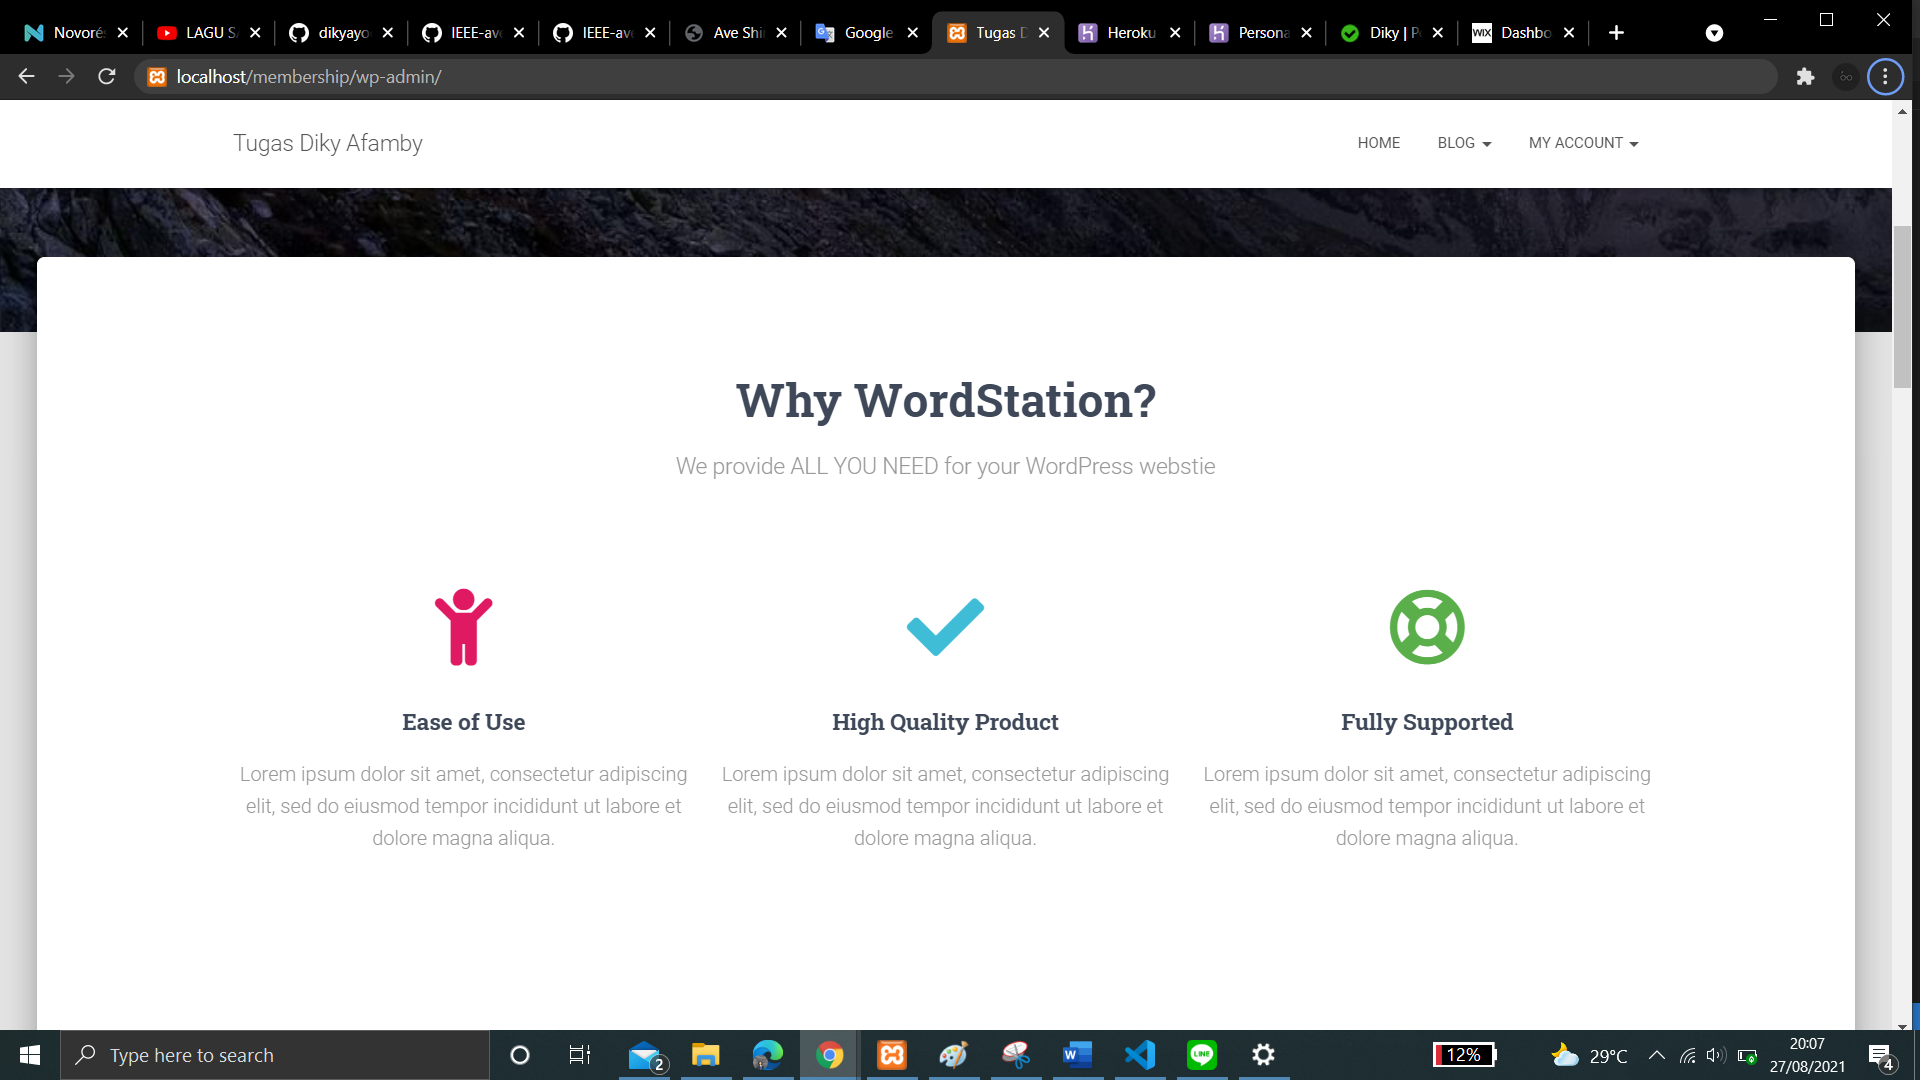 Novorés
LAGU S
dikyayo
IEEE-ave
IEEE-ave
Ave Shi
Google
Tugas D
Heroku
Persona
Diky | P
Dashbo
localhost/membership/wp-admin/
Tugas Diky Afamby
HOME
BLOG
MY ACCOUNT
Why WordStation?
We provide ALL YOU NEED for your WordPress webstie
Ease of Use
Lorem ipsum dolor sit amet, consectetur adipiscing
elit, sed do eiusmod tempor incididunt ut labore et
dolore magna aliqua.
High Quality Product
Lorem ipsum dolor sit amet, consectetur adipiscing
elit, sed do eiusmod tempor incididunt ut labore et
dolore magna aliqua.
Fully Supported
Lorem ipsum dolor sit amet, consectetur adipiscing
elit, sed do eiusmod tempor incididunt ut labore et
dolore magna aliqua.
Type here to search
2
12%
29°C
20:07
27/08/2021
4